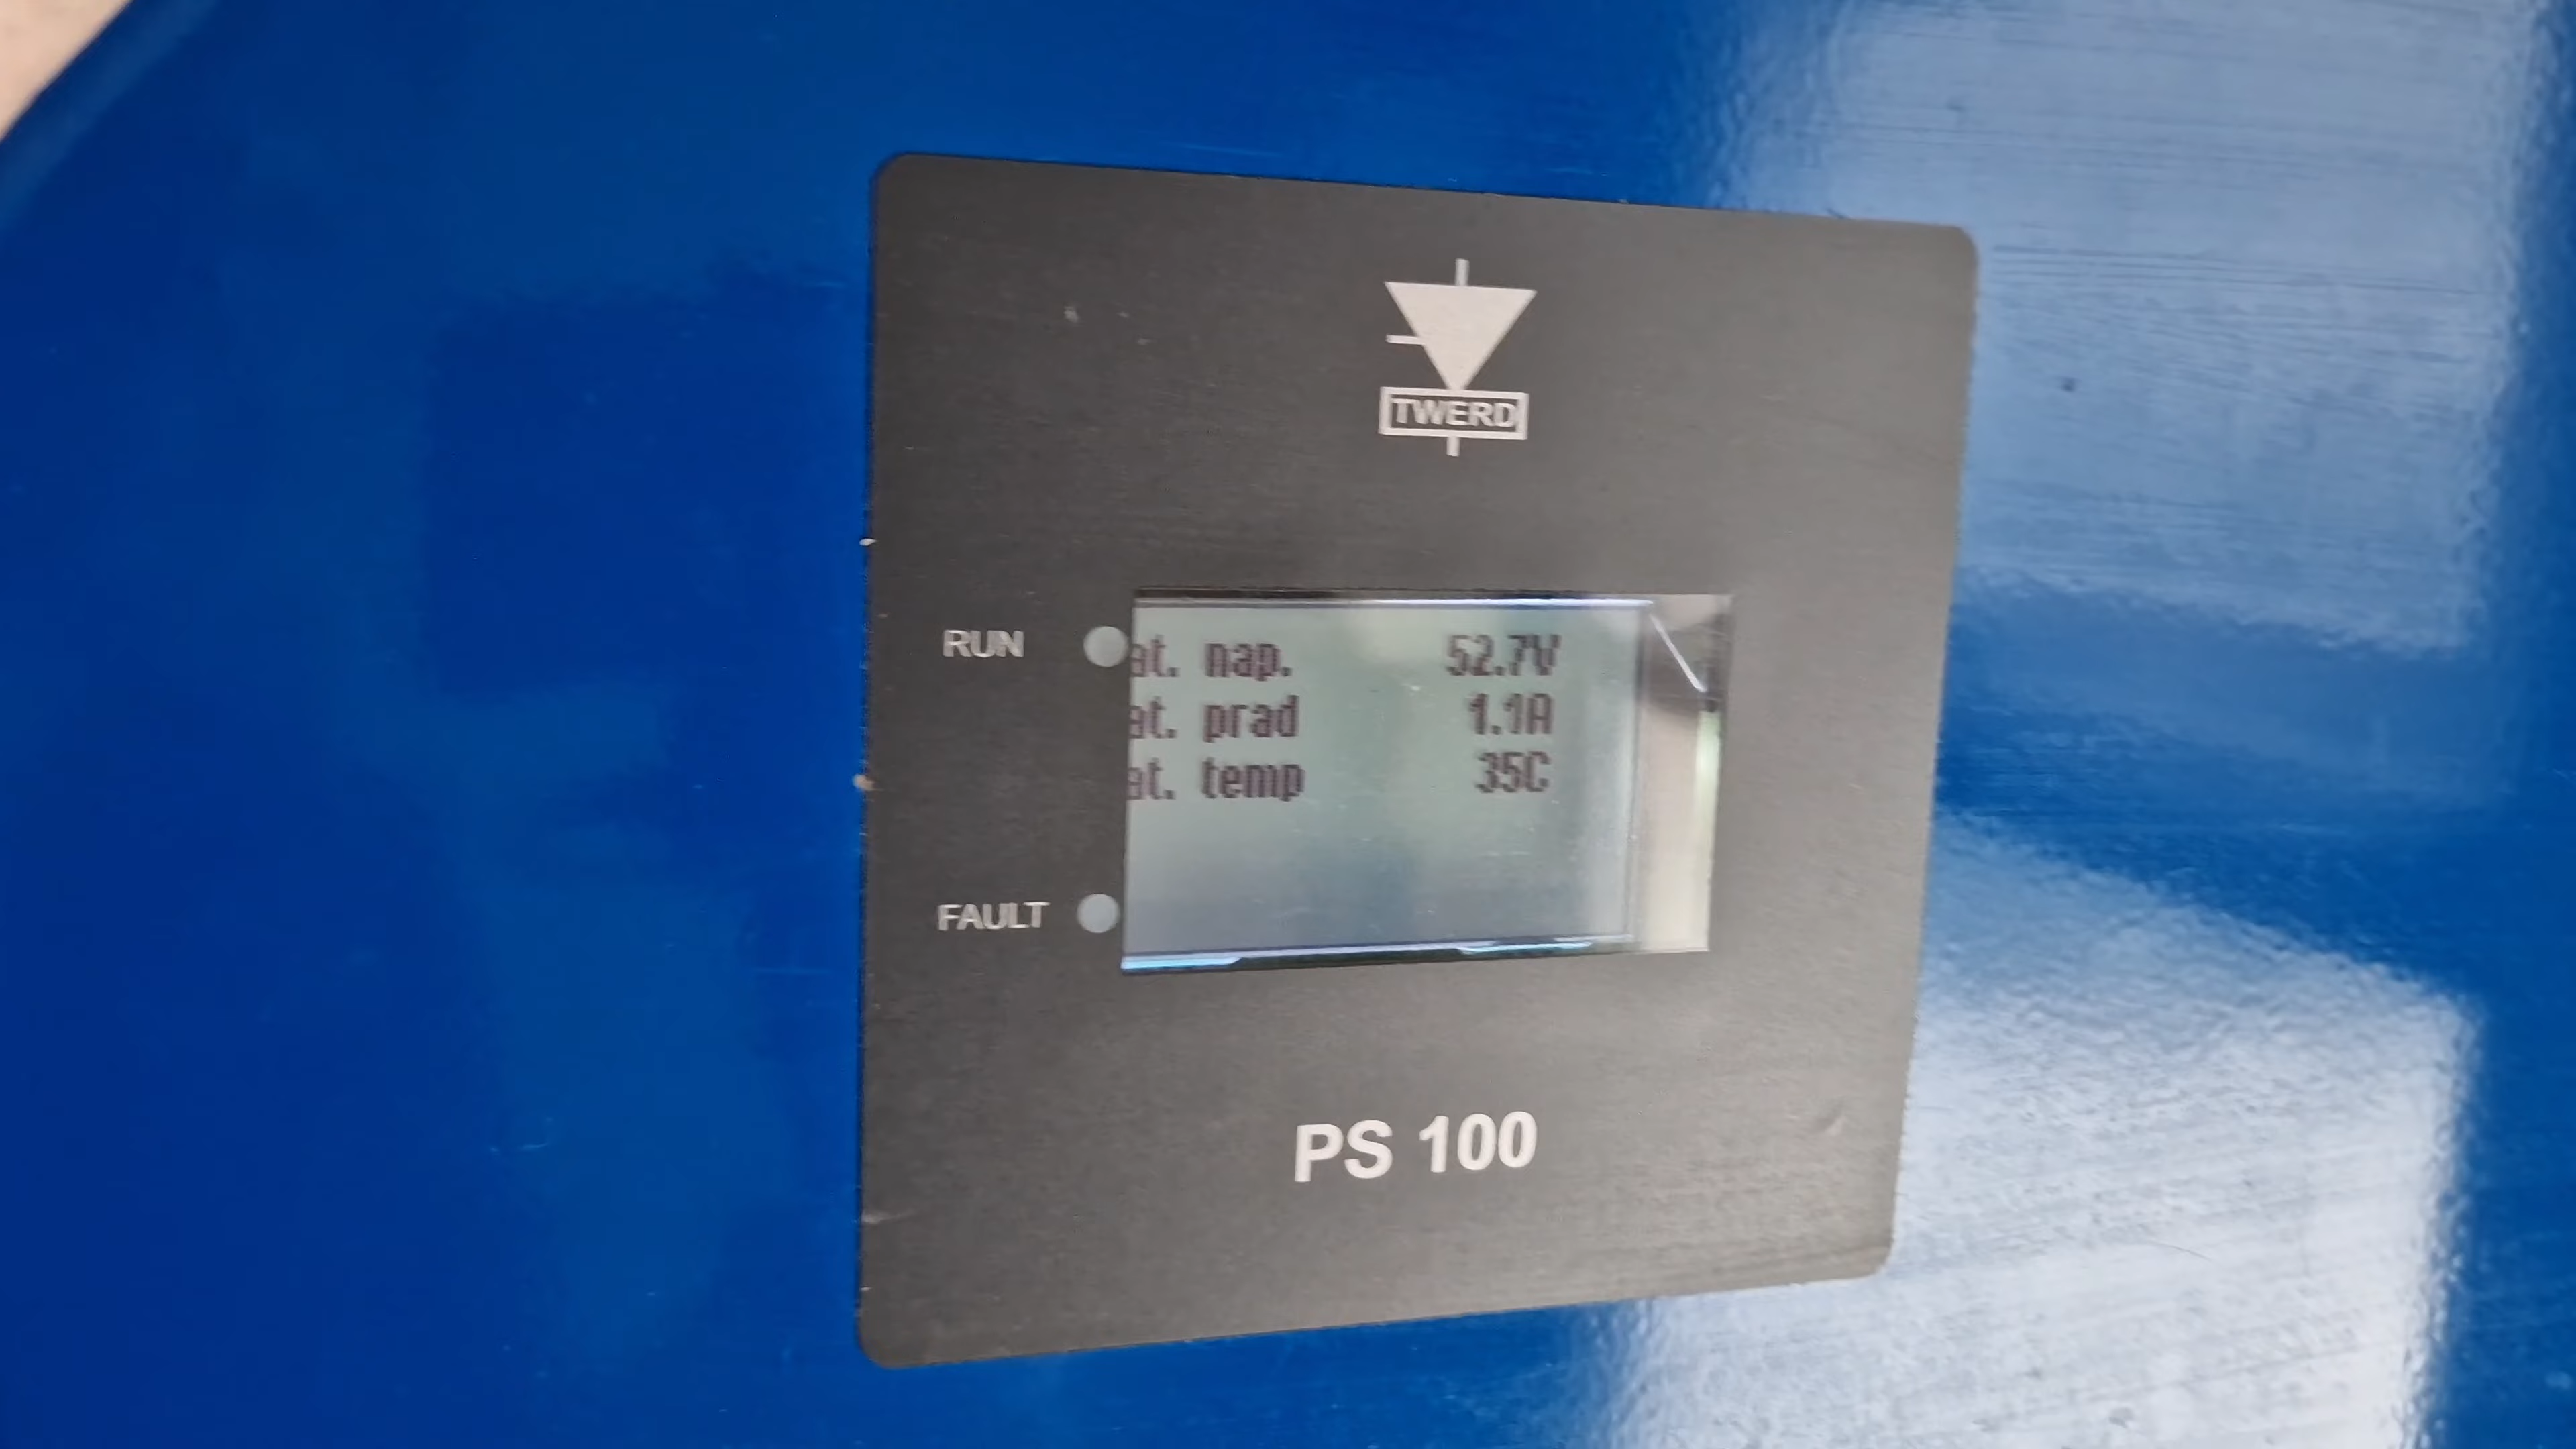 TWERD
RUN
at. nap. 52.7V
at. prad 1.1A
at. temp 35C
FAULT
PS 100